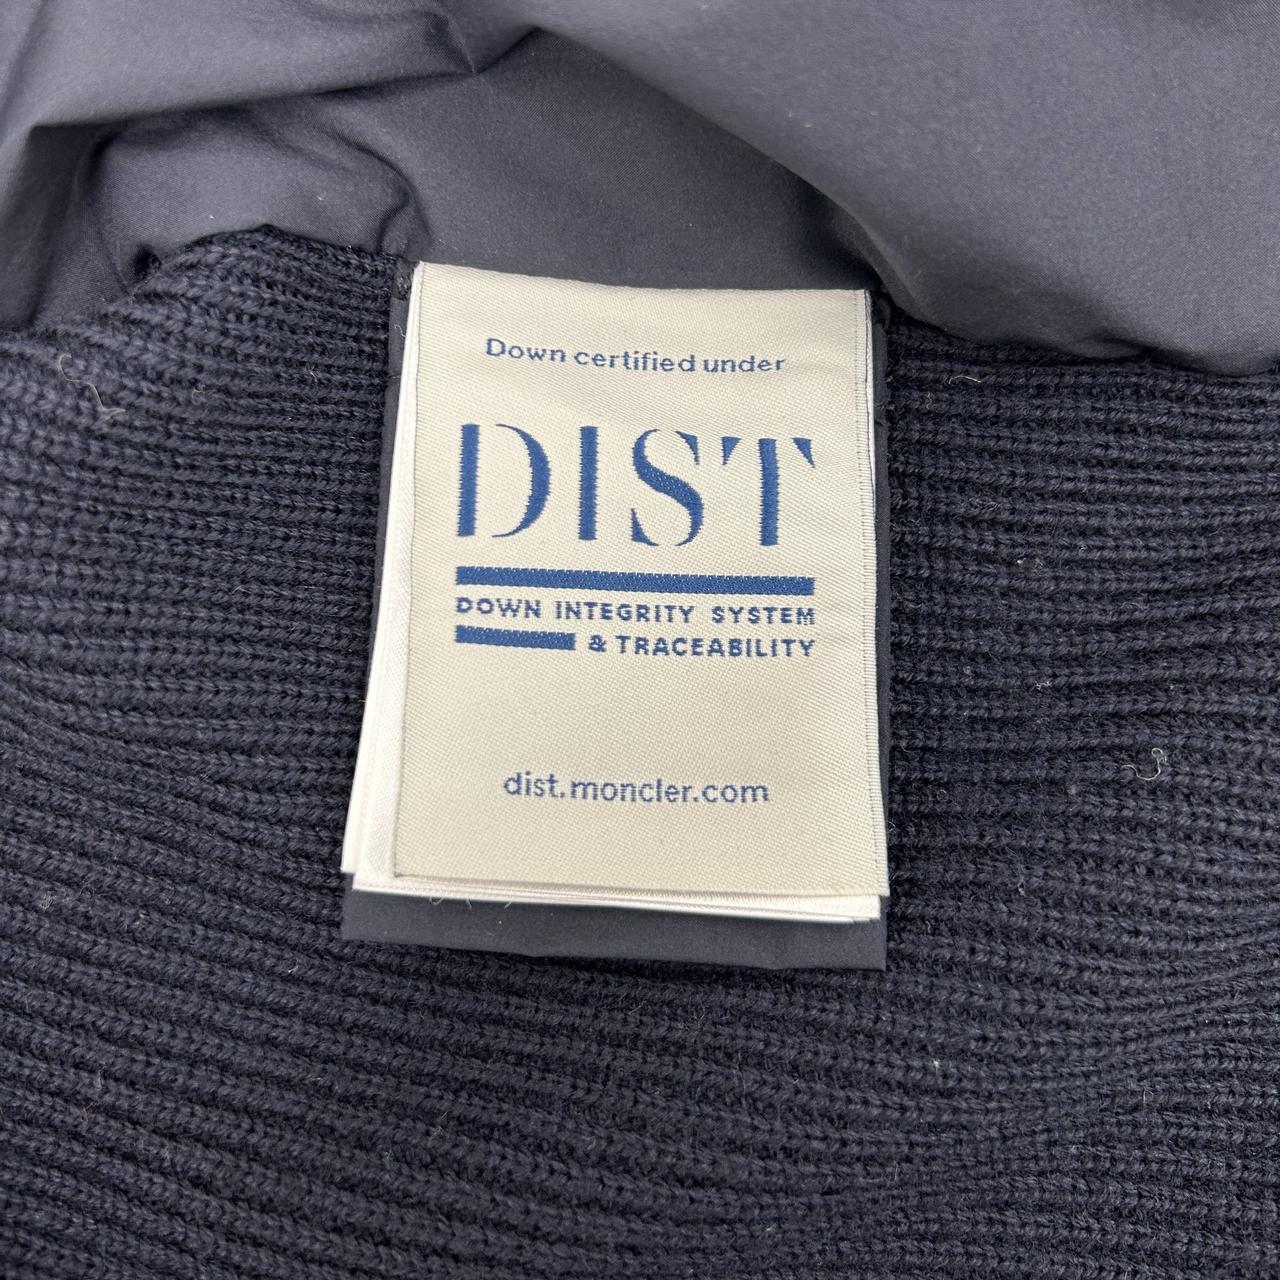 Down certified under
DIST
DOWN INTEGRITY SYSTEM
& TRACEABILITY
dist.moncler.com